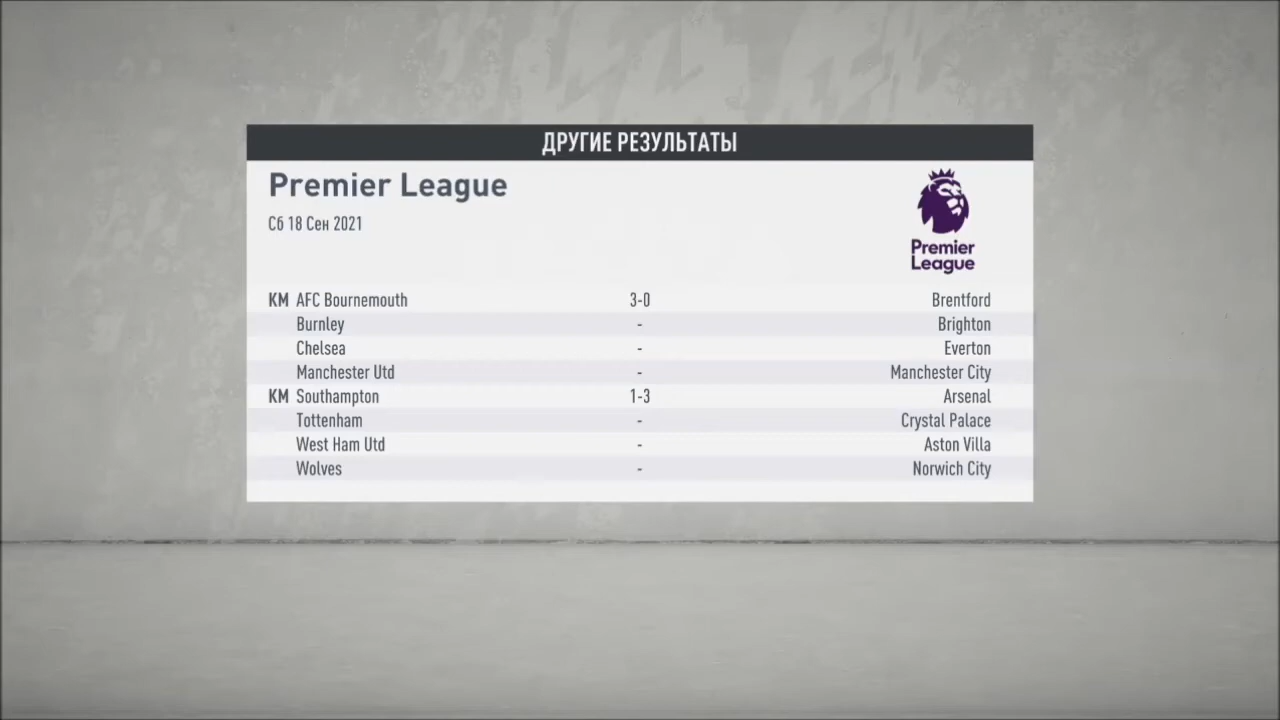 ДРУГИЕ РЕЗУЛЬТАТЫ
Premier League
Сб 18 Сен 2021
Premier
League
КМ AFC Bournemouth 3-0 Brentford
Burnley - Brighton
Chelsea - Everton
Manchester Utd - Manchester City
КМ Southampton 1-3 Arsenal
Tottenham - Crystal Palace
West Ham Utd - Aston Villa
Wolves - Norwich City